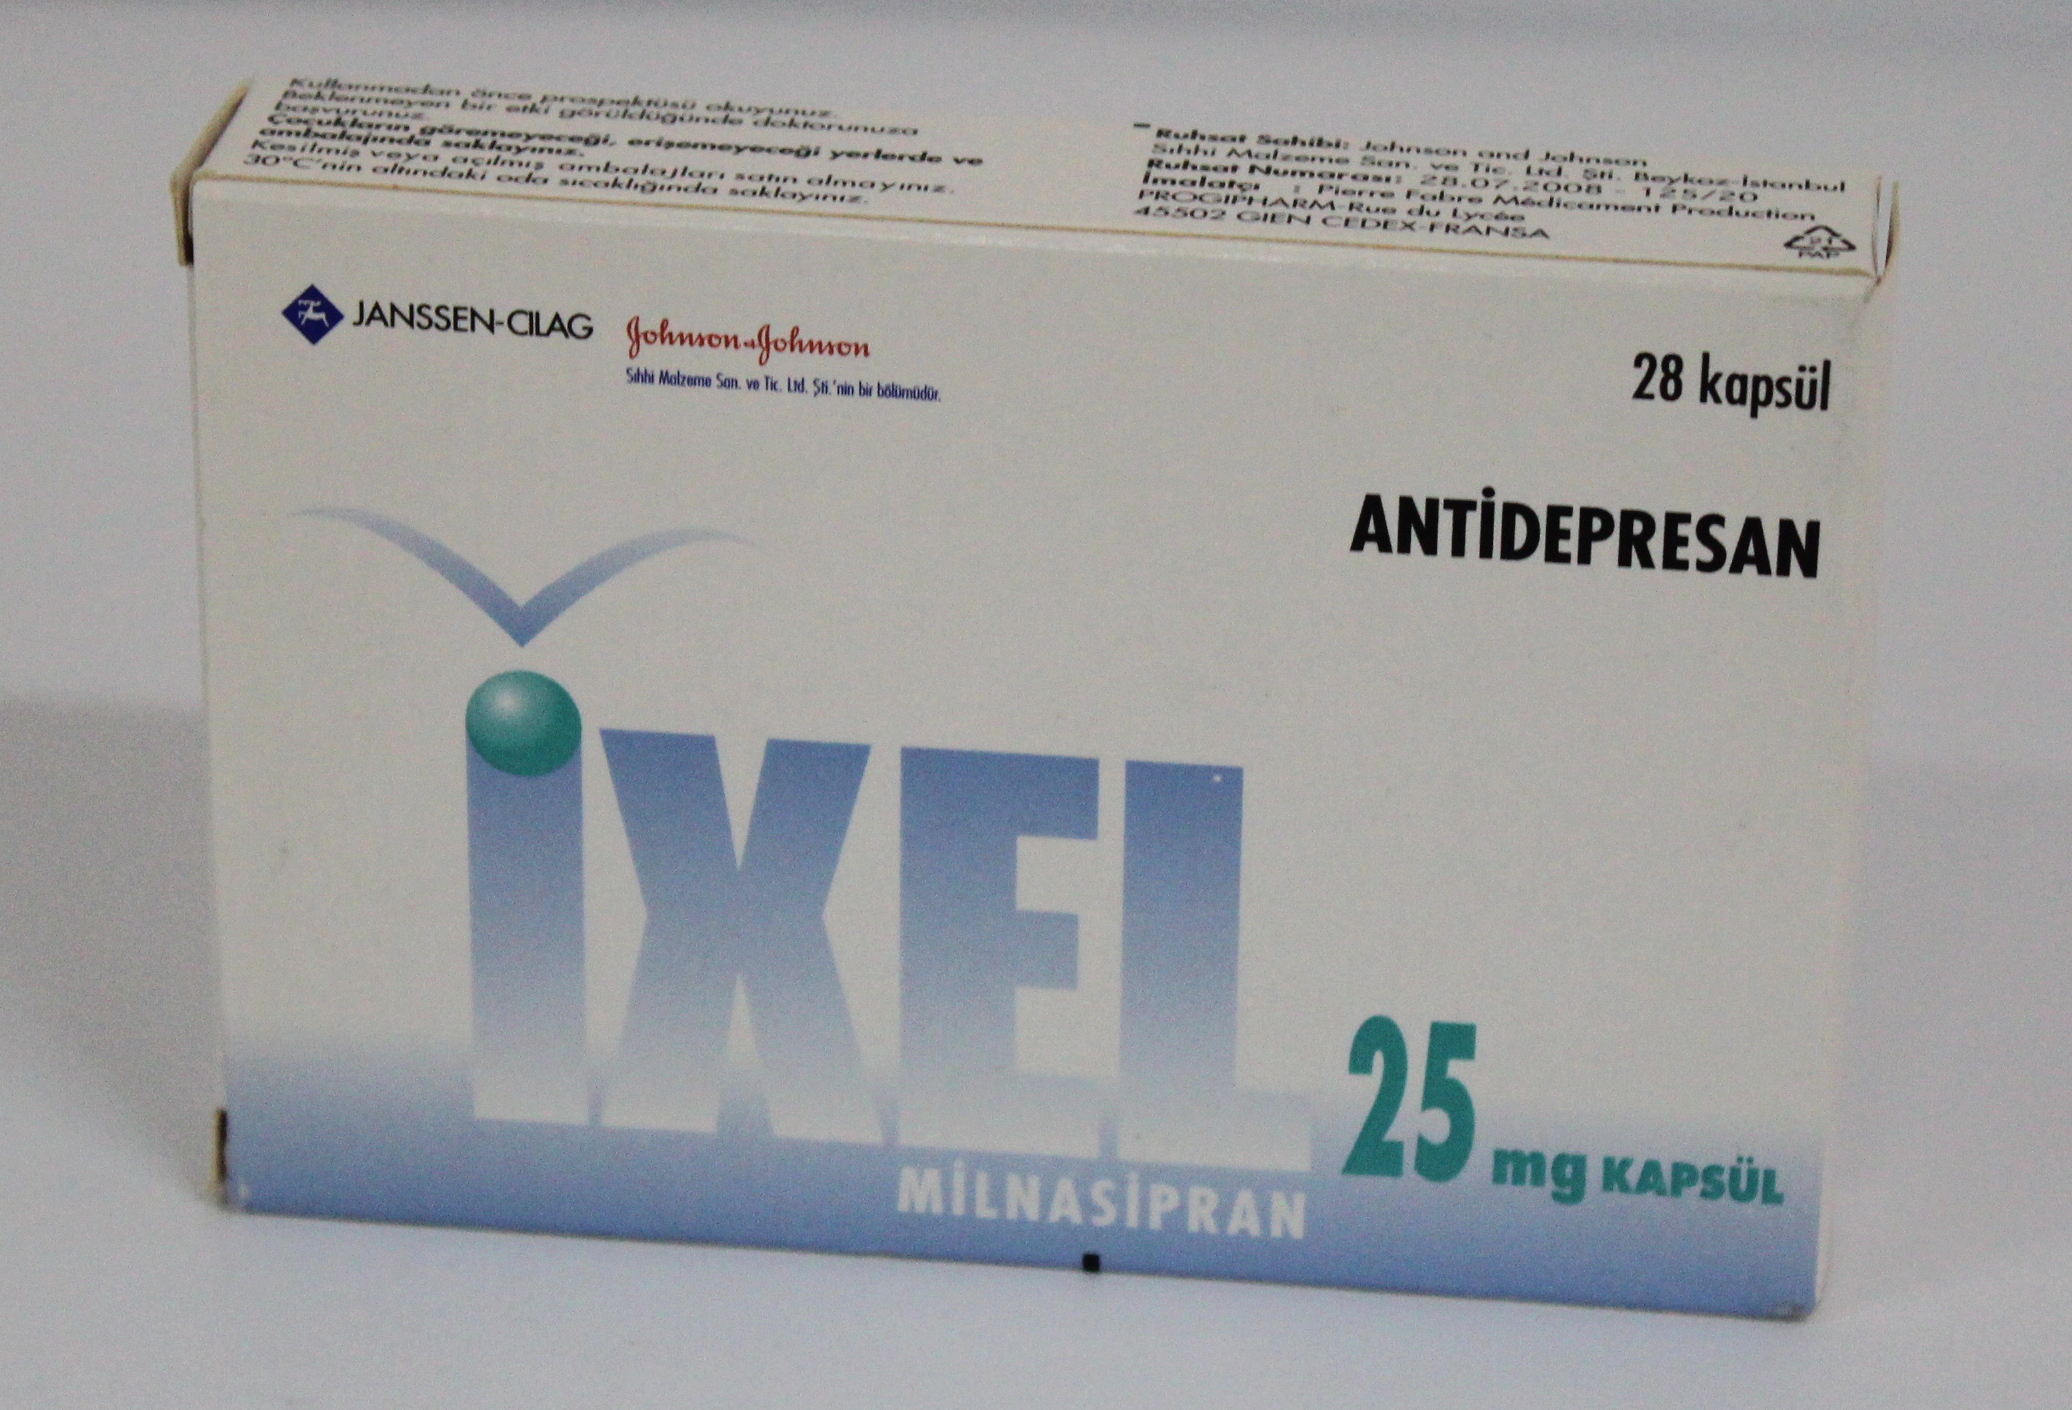 Kullanmadan önce prospektüsü okuyunuz.
Beklenmeyen bir etki görüldüğünde doktorunuza
başvurunuz.
Çocukların göremeyeceği, erişemeyeceği yerlerde ve
ambalajında saklayınız.
Kesilmiş veya açılmış ambalajları satın almayınız.
30°C'nin altındaki oda sıcaklığında saklayınız.
Ruhsat Sahibi: Johnson and Johnson
Sıhhi Malzeme San. ve Tic. Ltd. Şti. Beykoz-İstanbul
Ruhsat Numarası: 28.07.2008 - 125/20
İmalatçı : Pierre Fabre Médicament Production
PROGIPHARM-Rue du Lycée
45502 GIEN CEDEX-FRANSA
21
PAP
JANSSEN-CILAG
Johnson & Johnson
Sıhhi Malzeme San. ve Tic. Ltd. Şti.'nin bir bölümüdür.
28 kapsül
ANTİDEPRESAN
İXEL
25 mg KAPSÜL
MİLNASİPRAN